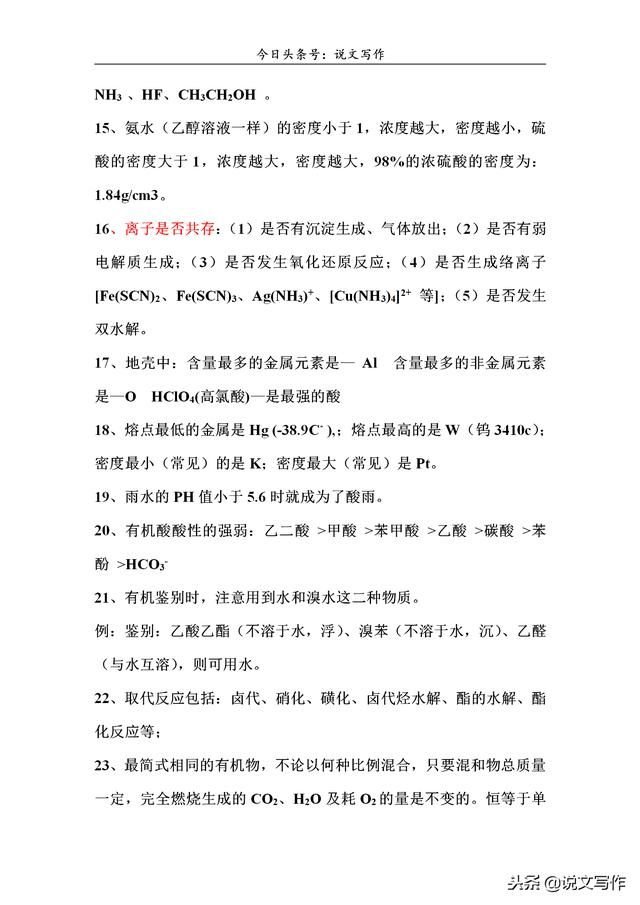 今日头条号：说文写作
NH₃ 、HF、CH₃CH₂OH 。
15、氨水（乙醇溶液一样）的密度小于 1，浓度越大，密度越小，硫
酸的密度大于 1，浓度越大，密度越大，98%的浓硫酸的密度为：
1.84g/cm3。
16、离子是否共存：（1）是否有沉淀生成、气体放出；（2）是否有弱
电解质生成；（3）是否发生氧化还原反应；（4）是否生成络离子
[Fe(SCN)₂、Fe(SCN)₃、Ag(NH₃)⁺、[Cu(NH₃)₄]²⁺ 等]；（5）是否发生
双水解。
17、地壳中：含量最多的金属元素是— Al 含量最多的非金属元素
是—O HClO₄(高氯酸)—是最强的酸
18、熔点最低的金属是 Hg (-38.9C·),；熔点最高的是 W（钨 3410c）；
密度最小（常见）的是 K；密度最大（常见）是 Pt。
19、雨水的 PH 值小于 5.6 时就成为了酸雨。
20、有机酸酸性的强弱：乙二酸 >甲酸 >苯甲酸 >乙酸 >碳酸 >苯
酚 >HCO₃⁻
21、有机鉴别时，注意用到水和溴水这二种物质。
例：鉴别：乙酸乙酯（不溶于水，浮）、溴苯（不溶于水，沉）、乙醛
（与水互溶），则可用水。
22、取代反应包括：卤代、硝化、磺化、卤代烃水解、酯的水解、酯
化反应等；
23、最简式相同的有机物，不论以何种比例混合，只要混和物总质量
一定，完全燃烧生成的 CO₂、H₂O 及耗 O₂的量是不变的。恒等于单
头条 @说文写作